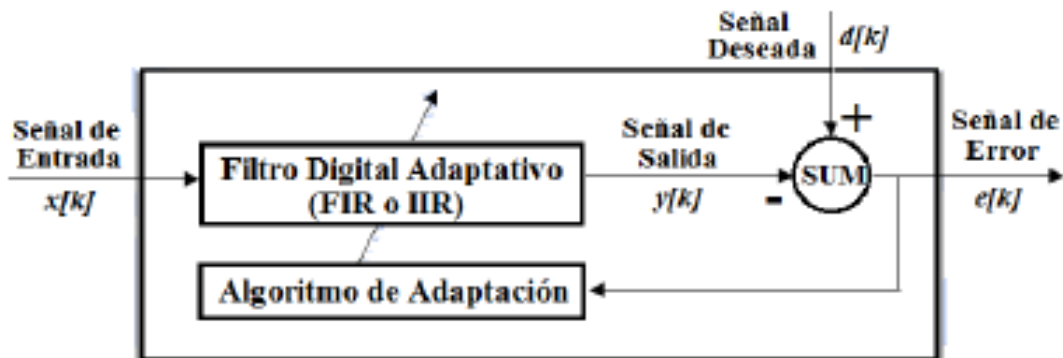 Señal
Deseada
d[k]
Señal de
Entrada
x[k]
Filtro Digital Adaptativo
(FIR o IIR)
Señal de
Salida
y[k]
+
-
SUM
Señal de
Error
e[k]
Algoritmo de Adaptación